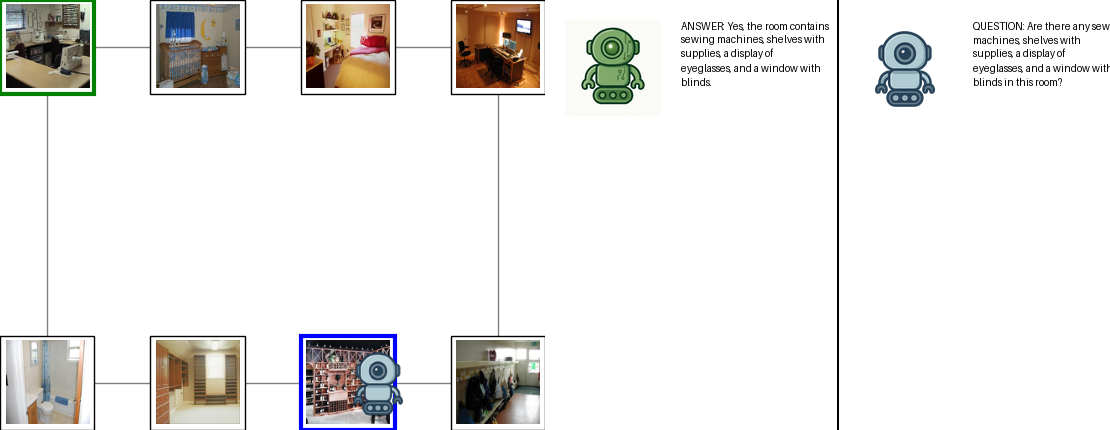 ANSWER: Yes, the room contains
sewing machines, shelves with
supplies, a display of
eyeglasses, and a window with
blinds.
QUESTION: Are there any sew
machines, shelves with
supplies, a display of
eyeglasses, and a window with
blinds in this room?